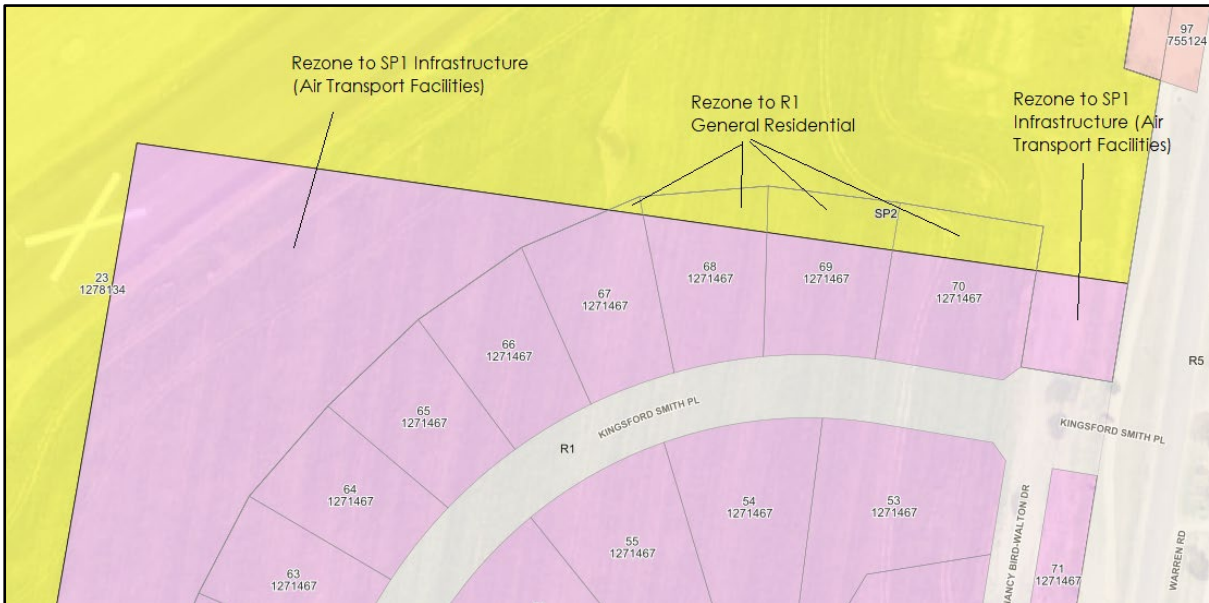 97
755124
Rezone to SP1 Infrastructure
(Air Transport Facilities)
Rezone to R1
General Residential
Rezone to SP1
Infrastructure (Air
Transport Facilities)
SP2
23
1278134
68
1271467
69
1271467
67
1271467
70
1271467
66
1271467
R5
65
1271467
KINGSFORD SMITH PL
KINGSFORD SMITH PL
R1
64
1271467
54
1271467
53
1271467
55
1271467
63
1271467
71
1271467
NANCY BIRD-WALTON DR
WARREN RD